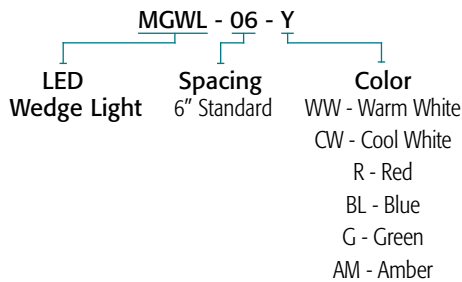 MGWL - 06 - Y
LED
Wedge Light
Spacing
6” Standard
Color
WW - Warm White
CW - Cool White
R - Red
BL - Blue
G - Green
AM - Amber